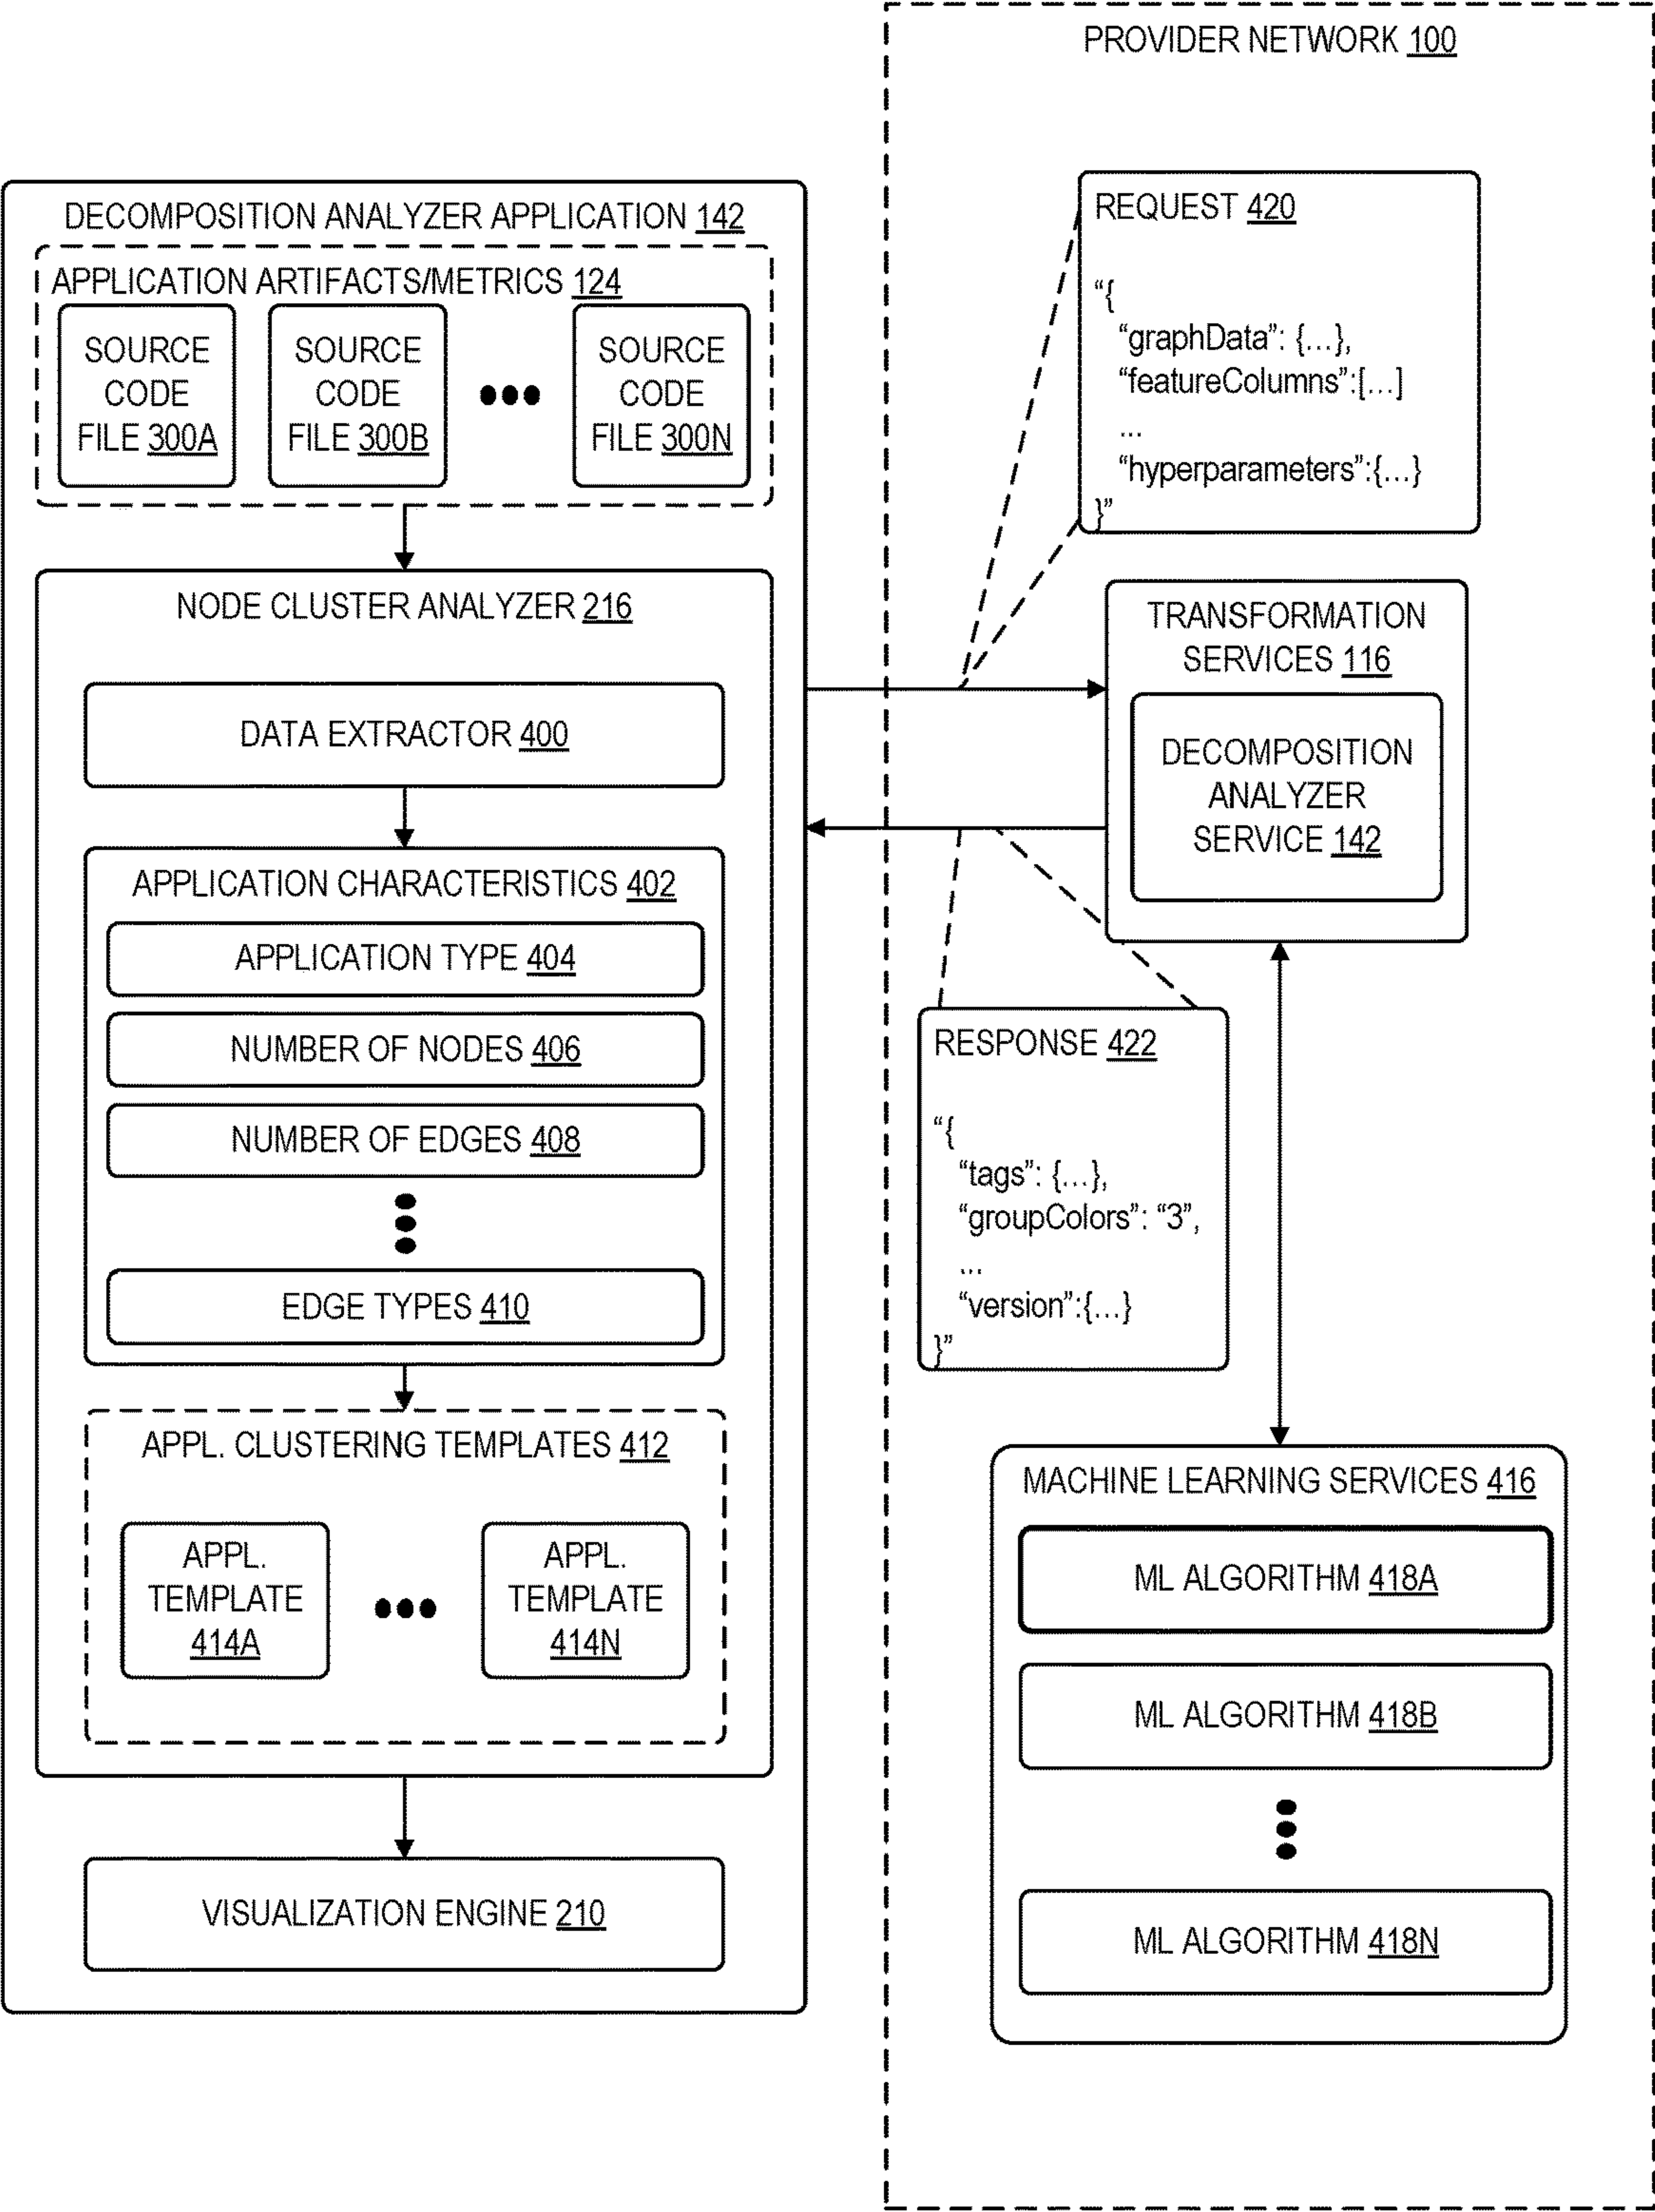 PROVIDER NETWORK 100
DECOMPOSITION ANALYZER APPLICATION 142
APPLICATION ARTIFACTS/METRICS 124
SOURCE
CODE
FILE 300A
SOURCE
CODE
FILE 300B
SOURCE
CODE
FILE 300N
NODE CLUSTER ANALYZER 216
DATA EXTRACTOR 400
APPLICATION CHARACTERISTICS 402
APPLICATION TYPE 404
NUMBER OF NODES 406
NUMBER OF EDGES 408
EDGE TYPES 410
APPL. CLUSTERING TEMPLATES 412
APPL.
TEMPLATE
414A
APPL.
TEMPLATE
414N
VISUALIZATION ENGINE 210
REQUEST 420
“{
“graphData”: {...},
“featureColumns”:[...]
...
“hyperparameters”:{...}
}”
TRANSFORMATION
SERVICES 116
DECOMPOSITION
ANALYZER
SERVICE 142
RESPONSE 422
“{
“tags”: {...},
“groupColors”: “3”,
...
“version”:{...}
}”
MACHINE LEARNING SERVICES 416
ML ALGORITHM 418A
ML ALGORITHM 418B
ML ALGORITHM 418N